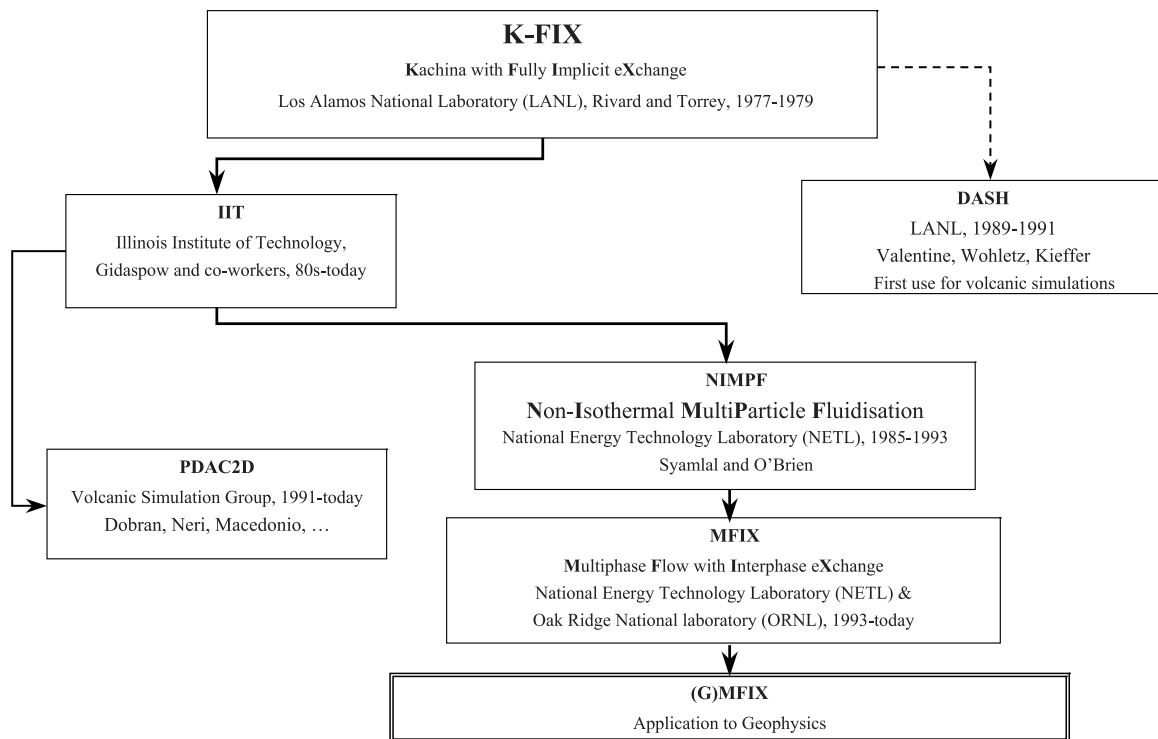 K-FIX
Kachina with Fully Implicit eXchange
Los Alamos National Laboratory (LANL), Rivard and Torrey, 1977-1979
IIT
Illinois Institute of Technology,
Gidaspow and co-workers, 80s-today
DASH
LANL, 1989-1991
Valentine, Wohletz, Kieffer
First use for volcanic simulations
NIMPF
Non-Isothermal MultiParticle Fluidisation
National Energy Technology Laboratory (NETL), 1985-1993
Syamlal and O’Brien
PDAC2D
Volcanic Simulation Group, 1991-today
Dobran, Neri, Macedonio, …
MFIX
Multiphase Flow with Interphase eXchange
National Energy Technology Laboratory (NETL) &
Oak Ridge National laboratory (ORNL), 1993-today
(G)MFIX
Application to Geophysics